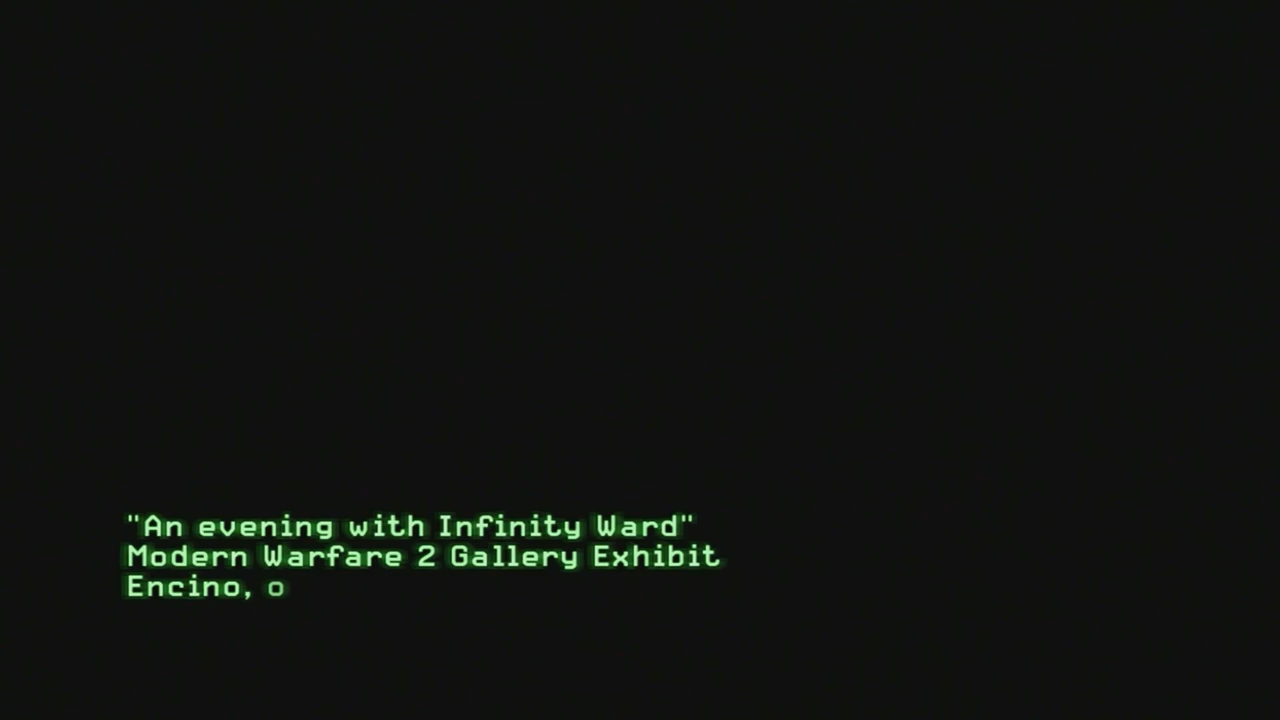 "An evening with Infinity Ward"
Modern Warfare 2 Gallery Exhibit
Encino, o